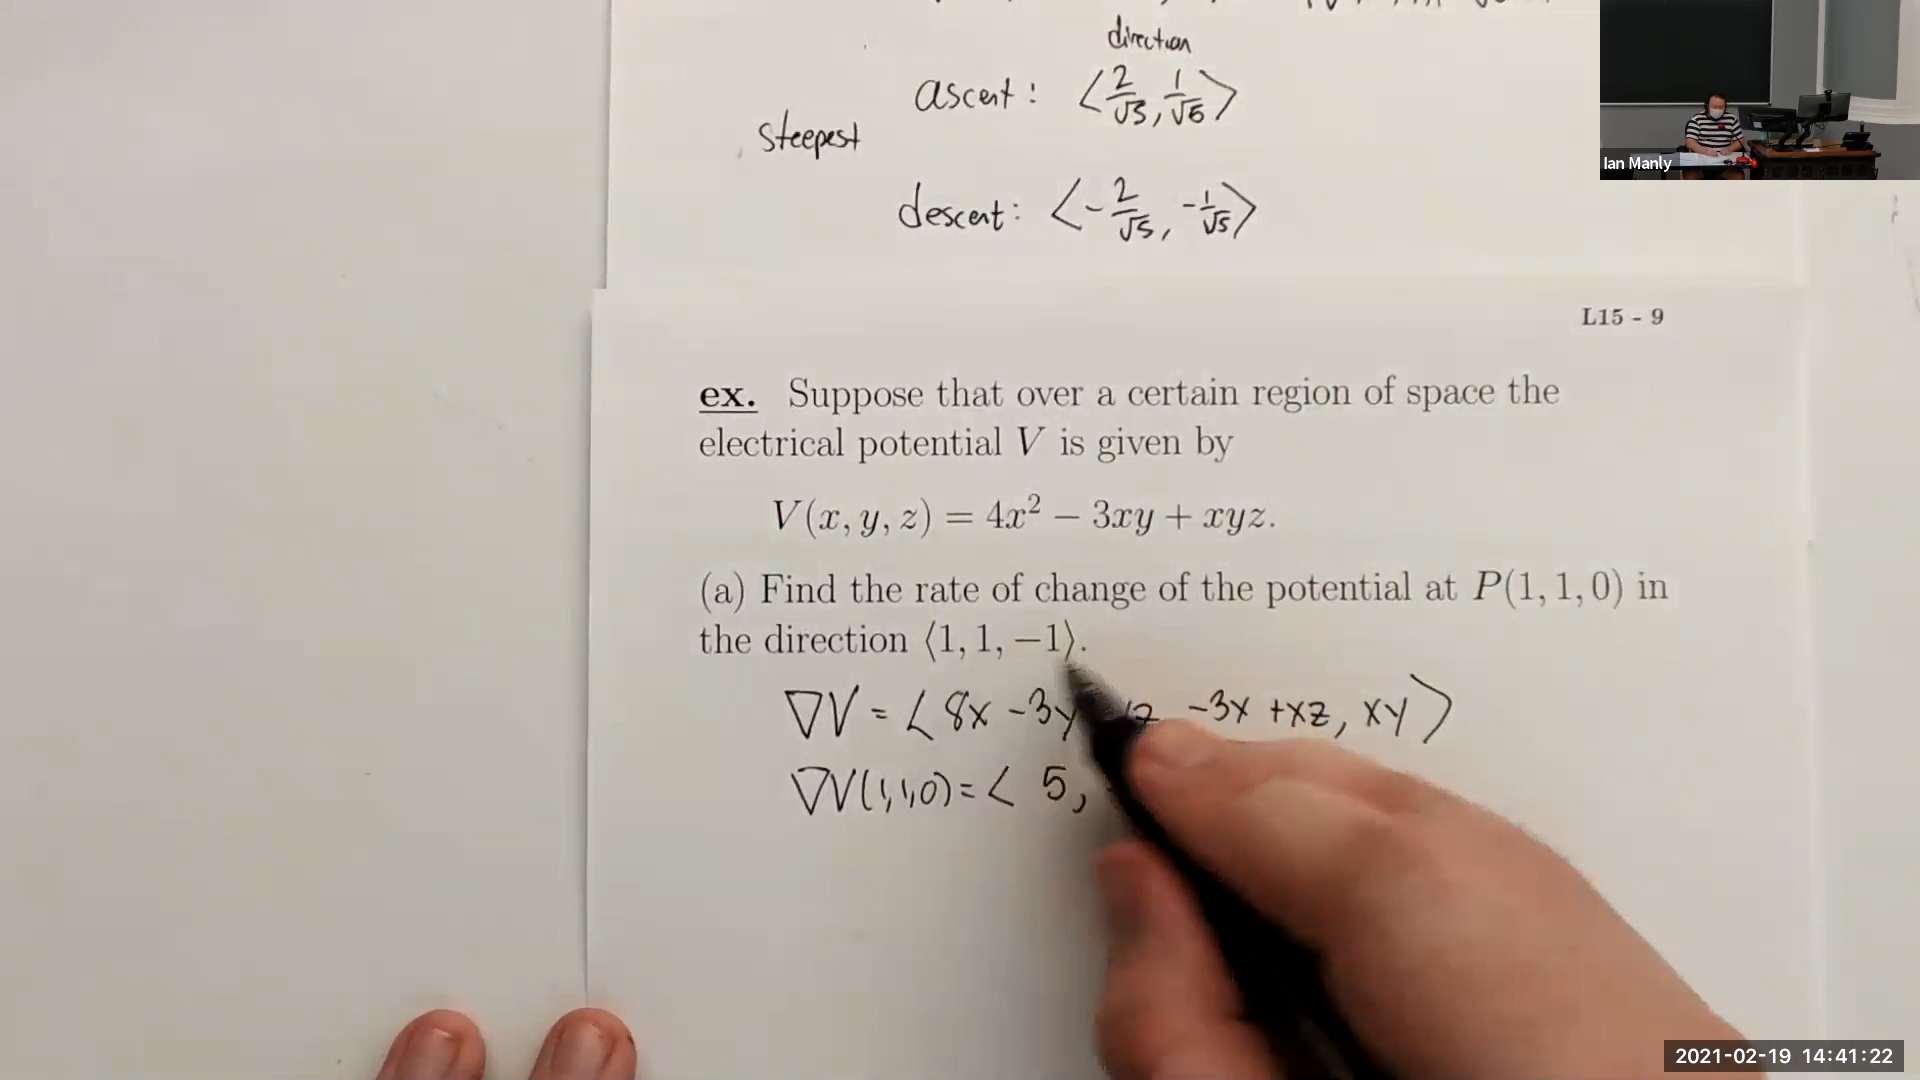 direction
ascent: ⟨2/√5, 1/√5⟩
steepest
descent: ⟨-2/√5, -1/√5⟩
Ian Manly
L15 - 9
ex. Suppose that over a certain region of space the
electrical potential V is given by
V(x, y, z) = 4x² − 3xy + xyz.
(a) Find the rate of change of the potential at P(1, 1, 0) in
the direction ⟨1, 1, −1⟩.
∇V = ⟨8x -3y yz -3x +xz, xy⟩
∇V(1,1,0) = ⟨ 5,
2021-02-19 14:41:22